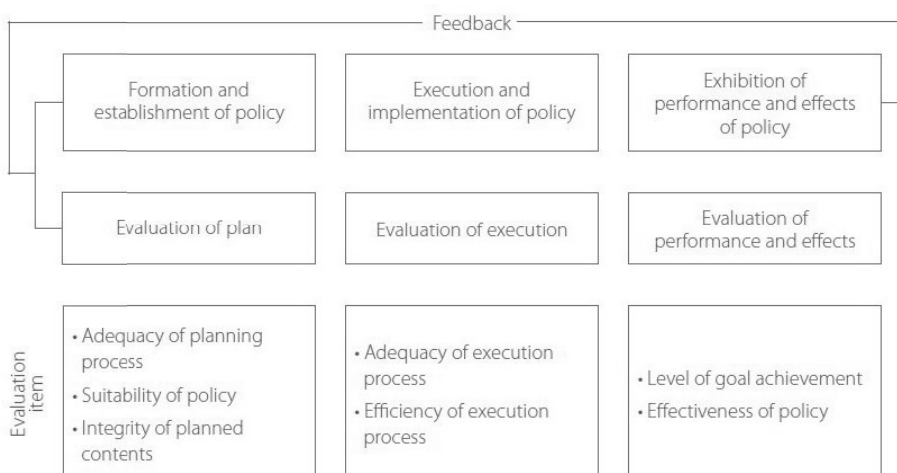 Feedback
Formation and
establishment of policy
Execution and
implementation of policy
Exhibition of
performance and effects
of policy
Evaluation of plan
Evaluation of execution
Evaluation of
performance and effects
Evaluation
item
• Adequacy of planning
process
• Suitability of policy
• Integrity of planned
contents
• Adequacy of execution
process
• Efficiency of execution
process
• Level of goal achievement
• Effectiveness of policy